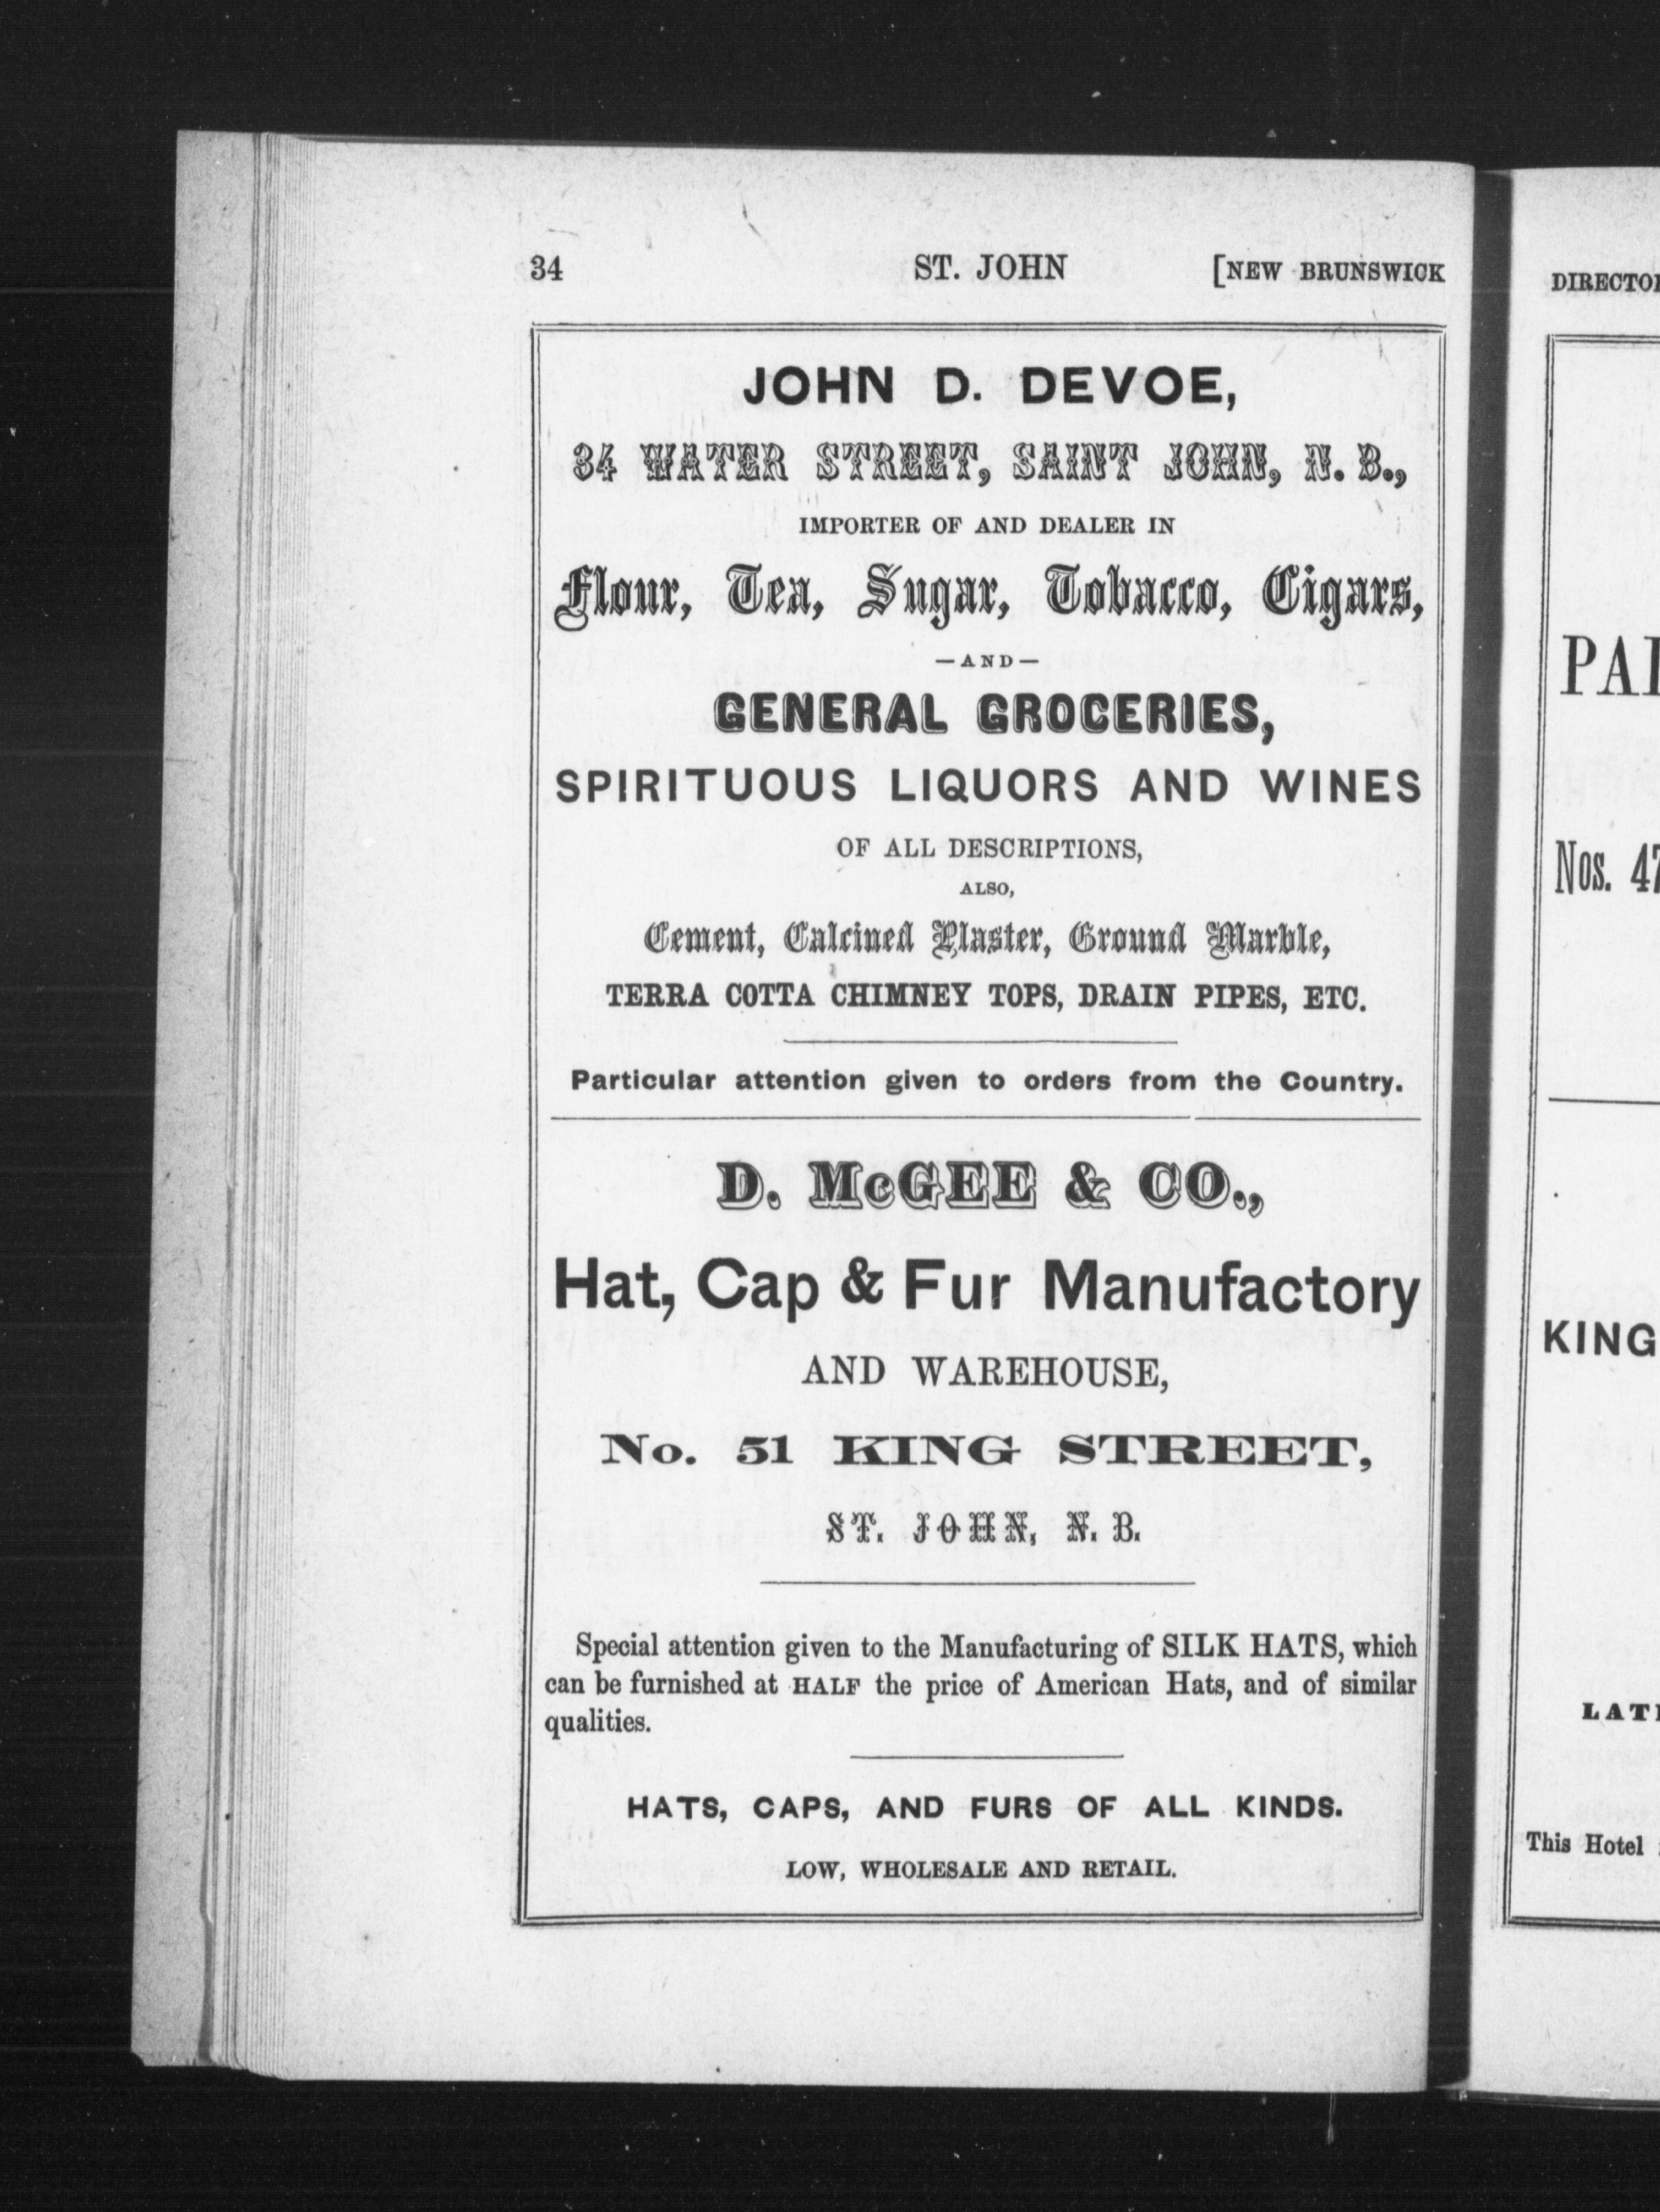 34 ST. JOHN [NEW BRUNSWICK
JOHN D. DEVOE,
34 WATER STREET, SAINT JOHN, N. B.,
IMPORTER OF AND DEALER IN
Flour, Tea, Sugar, Tobacco, Cigars,
—AND—
GENERAL GROCERIES,
SPIRITUOUS LIQUORS AND WINES
OF ALL DESCRIPTIONS,
ALSO,
Cement, Calcined Plaster, Ground Marble,
TERRA COTTA CHIMNEY TOPS, DRAIN PIPES, ETC.
Particular attention given to orders from the Country.
D. McGEE & CO.,
Hat, Cap & Fur Manufactory
AND WAREHOUSE,
No. 51 KING STREET,
ST. JOHN, N. B.
Special attention given to the Manufacturing of SILK HATS, which
can be furnished at HALF the price of American Hats, and of similar
qualities.
HATS, CAPS, AND FURS OF ALL KINDS.
LOW, WHOLESALE AND RETAIL.
Nos. 47
KING
This Hotel